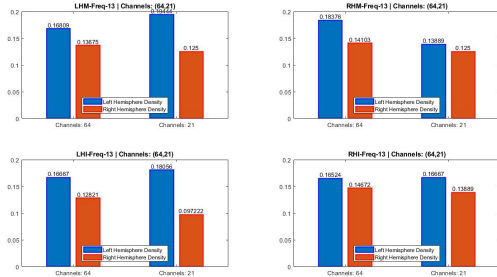 LHM-Freq-13 | Channels: (64,21)
0.2
0.15
0.1
0.05
0
0.16809
0.13675
0.19444
0.125
Left Hemisphere Density
Right Hemisphere Density
Channels: 64
Channels: 21
RHM-Freq-13 | Channels: (64,21)
0.2
0.15
0.1
0.05
0
0.18376
0.14103
0.13889
0.125
Left Hemisphere Density
Right Hemisphere Density
Channels: 64
Channels: 21
LHI-Freq-13 | Channels: (64,21)
0.2
0.15
0.1
0.05
0
0.16667
0.12821
0.18056
0.097222
Left Hemisphere Density
Right Hemisphere Density
Channels: 64
Channels: 21
RHI-Freq-13 | Channels: (64,21)
0.2
0.15
0.1
0.05
0
0.16524
0.14672
0.16667
0.13889
Left Hemisphere Density
Right Hemisphere Density
Channels: 64
Channels: 21